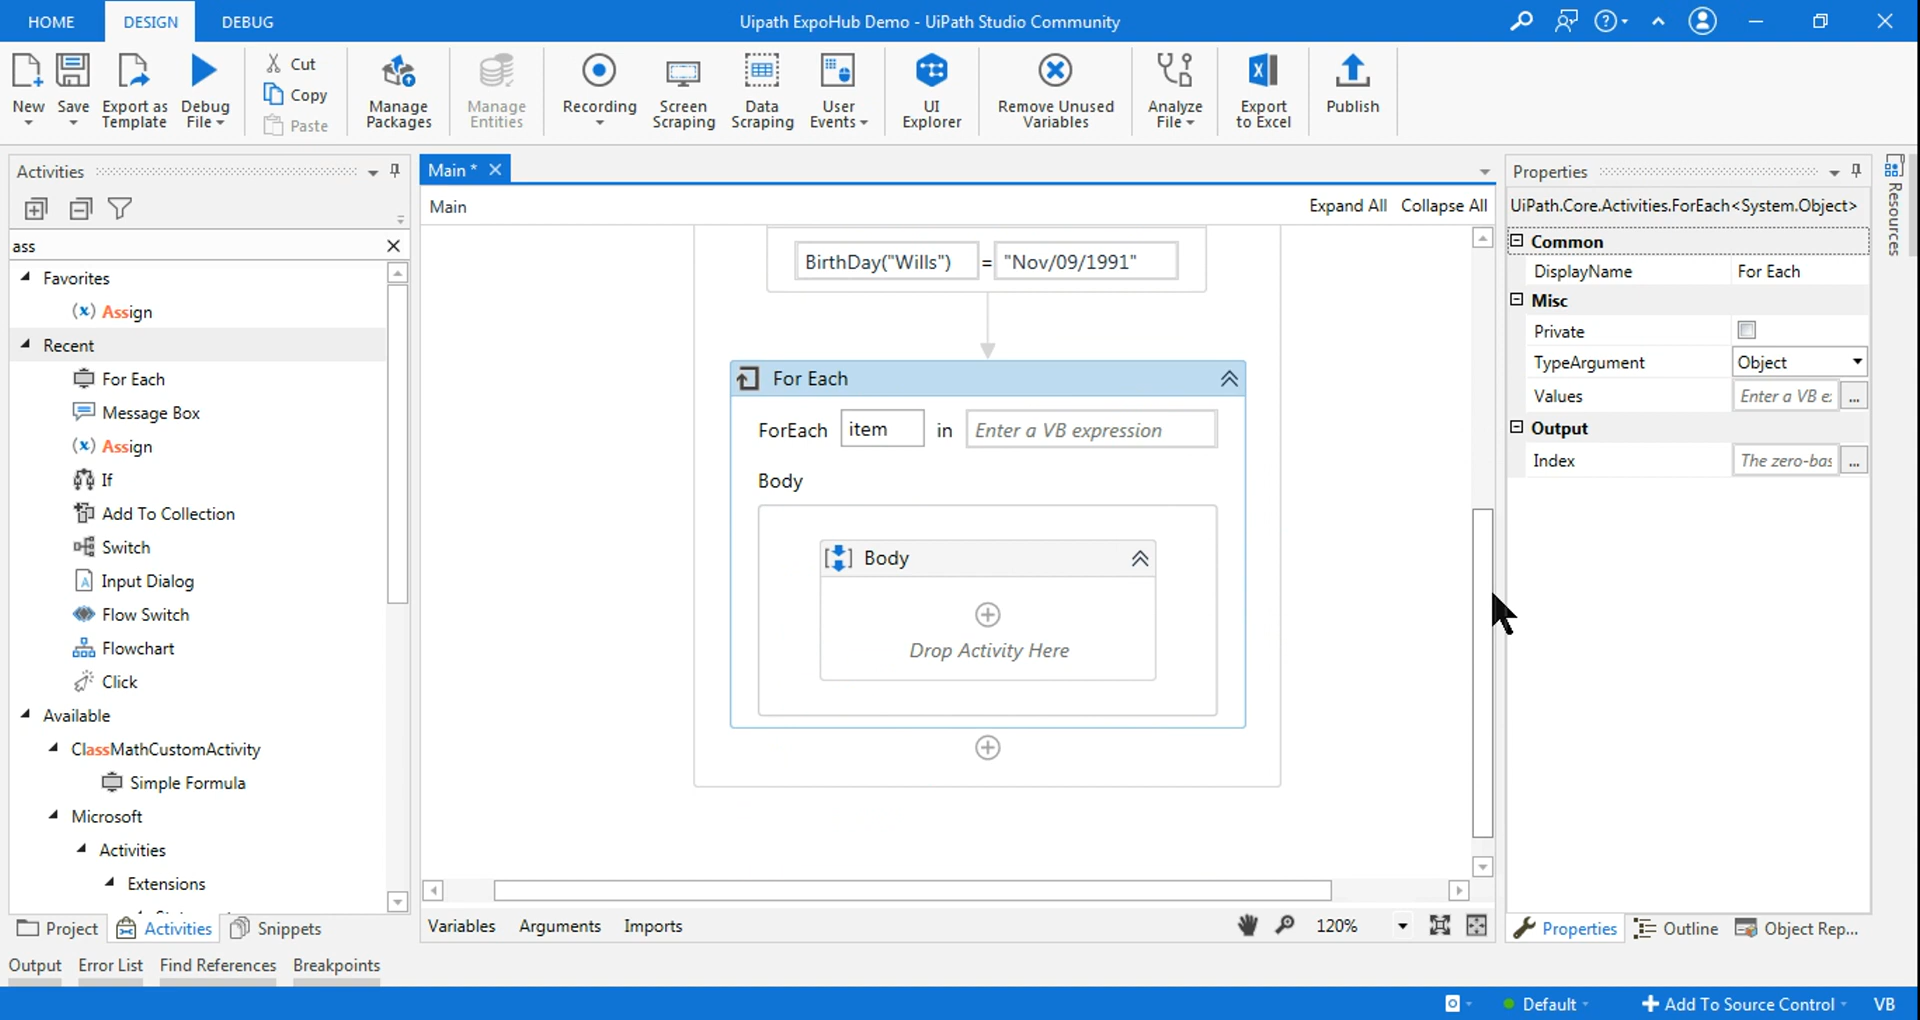 HOME DESIGN DEBUG Uipath ExpoHub Demo - UiPath Studio Community
New Save Export as Template Debug File Cut Copy Paste Manage Packages Manage Entities Recording Screen Scraping Data Scraping User Events UI Explorer Remove Unused Variables Analyze File Export to Excel Publish
Activities
ass
Favorites
(x) Assign
Recent
For Each
Message Box
(x) Assign
If
Add To Collection
Switch
Input Dialog
Flow Switch
Flowchart
Click
Available
ClassMathCustomActivity
Simple Formula
Microsoft
Activities
Extensions
Project Activities Snippets
Main *
Main Expand All Collapse All
BirthDay("Wills") = "Nov/09/1991"
For Each
ForEach item in Enter a VB expression
Body
Body
Drop Activity Here
Variables Arguments Imports 120%
Properties
UiPath.Core.Activities.ForEach<System.Object>
Common
DisplayName For Each
Misc
Private
TypeArgument Object
Values Enter a VB e: ...
Output
Index The zero-bas ...
Properties Outline Object Rep...
Resources
Output Error List Find References Breakpoints
Default Add To Source Control VB